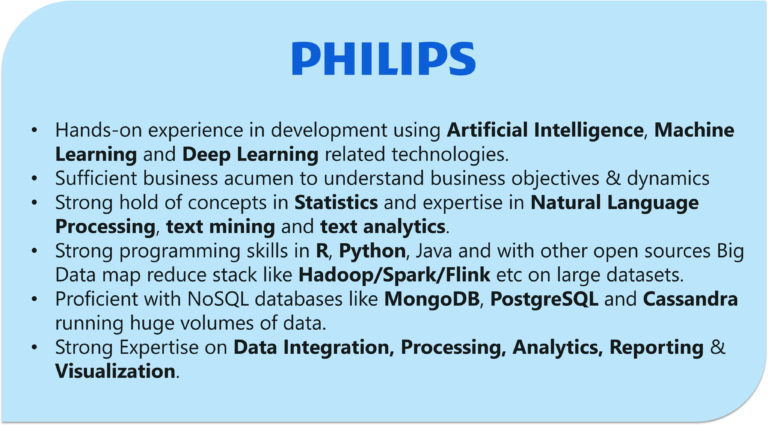 PHILIPS
• Hands-on experience in development using Artificial Intelligence, Machine
Learning and Deep Learning related technologies.
• Sufficient business acumen to understand business objectives & dynamics
• Strong hold of concepts in Statistics and expertise in Natural Language
Processing, text mining and text analytics.
• Strong programming skills in R, Python, Java and with other open sources Big
Data map reduce stack like Hadoop/Spark/Flink etc on large datasets.
• Proficient with NoSQL databases like MongoDB, PostgreSQL and Cassandra
running huge volumes of data.
• Strong Expertise on Data Integration, Processing, Analytics, Reporting &
Visualization.